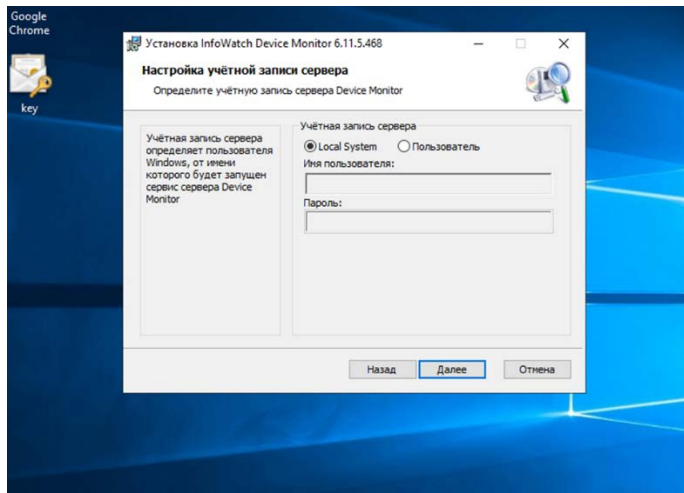 Google
Chrome
key
Установка InfoWatch Device Monitor 6.11.5.468
Настройка учётной записи сервера
Определите учётную запись сервера Device Monitor
Учётная запись сервера
определяет пользователя
Windows, от имени
которого будет запущен
сервис сервера Device
Monitor
Учётная запись сервера
Local System Пользователь
Имя пользователя:
Пароль:
Назад Далее Отмена